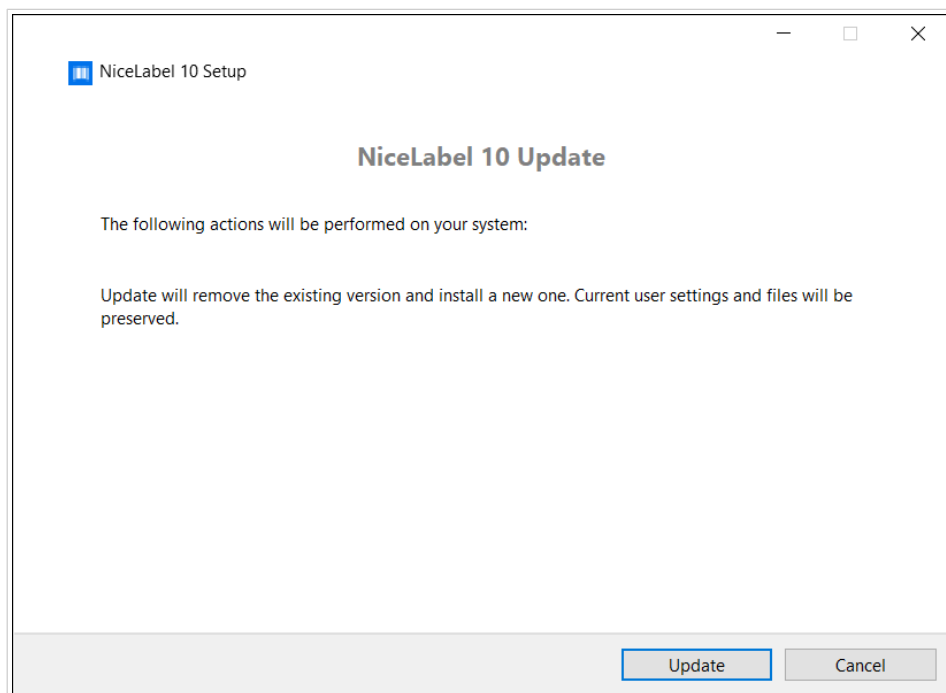 NiceLabel 10 Setup
NiceLabel 10 Update
The following actions will be performed on your system:
Update will remove the existing version and install a new one. Current user settings and files will be
preserved.
Update Cancel